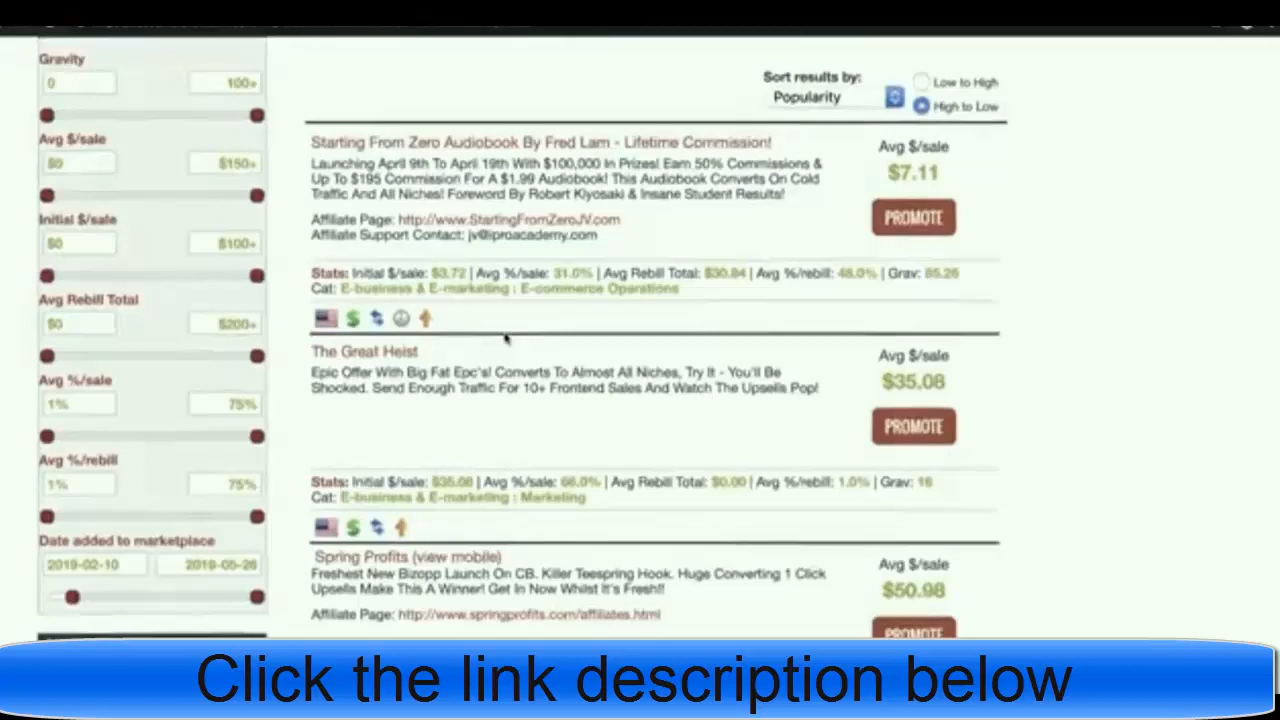 Gravity
0 100+
Avg $/sale
$0 $150+
Initial $/sale
$0 $100+
Avg Rebill Total
$0 $200+
Avg %/sale
1% 75%
Avg %/rebill
1% 75%
Date added to marketplace
2019-02-10 2019-05-26
Sort results by:
Popularity
Low to High
High to Low
Starting From Zero Audiobook By Fred Lam - Lifetime Commission!
Launching April 9th To April 19th With $100,000 In Prizes! Earn 50% Commissions &
Up To $195 Commission For A $1.99 Audiobook! This Audiobook Converts On Cold
Traffic And All Niches! Foreword By Robert Kiyosaki & Insane Student Results!
Affiliate Page: http://www.StartingFromZeroJV.com
Affiliate Support Contact: jv@iproacademy.com
Avg $/sale
$7.11
PROMOTE
Stats: Initial $/sale: $3.72 | Avg %/sale: 31.0% | Avg Rebill Total: $30.84 | Avg %/rebill: 48.0% | Grav: 85.26
Cat: E-business & E-marketing : E-commerce Operations
The Great Heist
Epic Offer With Big Fat Epc's! Converts To Almost All Niches, Try It - You'll Be
Shocked. Send Enough Traffic For 10+ Frontend Sales And Watch The Upsells Pop!
Avg $/sale
$35.08
PROMOTE
Stats: Initial $/sale: $35.08 | Avg %/sale: 66.0% | Avg Rebill Total: $0.00 | Avg %/rebill: 1.0% | Grav: 16
Cat: E-business & E-marketing : Marketing
Spring Profits (view mobile)
Freshest New Bizopp Launch On CB. Killer Teespring Hook. Huge Converting 1 Click
Upsells Make This A Winner! Get In Now Whilst It's Fresh!!
Affiliate Page: http://www.springprofits.com/affiliates.html
Avg $/sale
$50.98
PROMOTE
Click the link description below